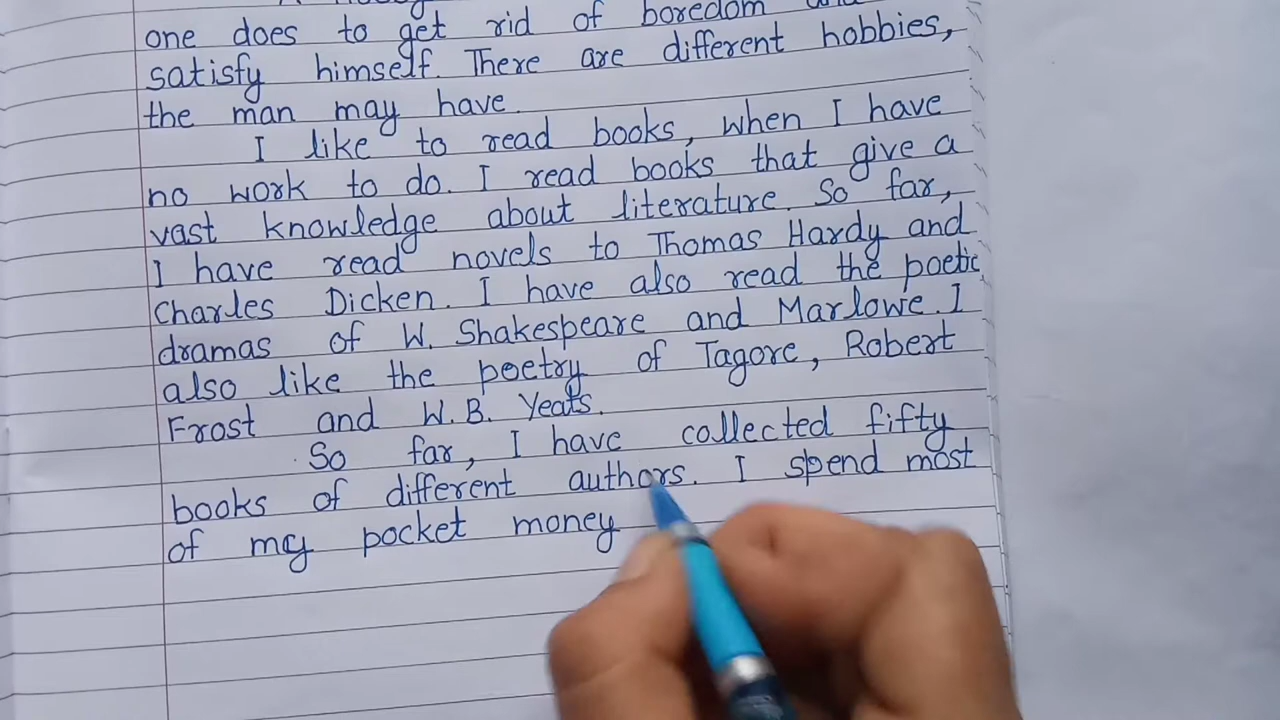 one does to get rid of boredom
satisfy himself. There are different hobbies,
the man may have.
I like to read books, when I have
no work to do. I read books that give a
vast knowledge about literature. So far,
I have read novels to Thomas Hardy and
Charles Dicken. I have also read the poetic
dramas of W. Shakespeare and Marlowe. I
also like the poetry of Tagore, Robert
Frost and W.B. Yeats.
So far, I have collected fifty
books of different authors. I spend most
of my pocket money